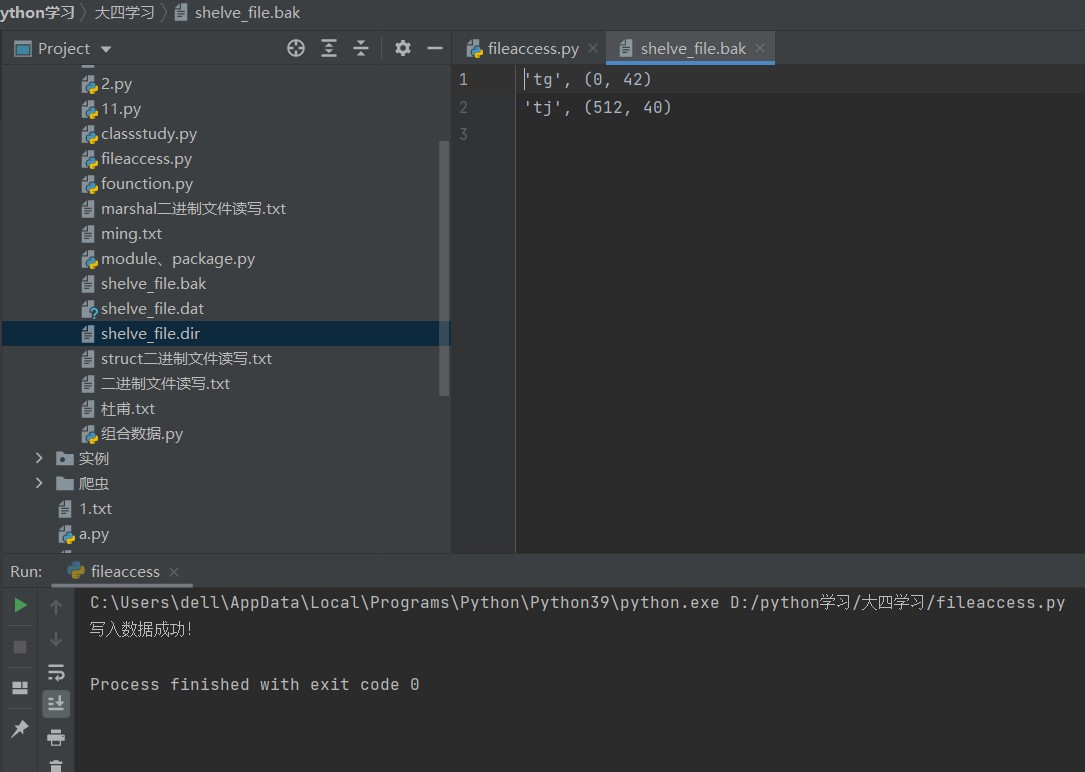 ython学习 大四学习 shelve_file.bak
Project
fileaccess.py
shelve_file.bak
2.py
11.py
classstudy.py
fileaccess.py
founction.py
marshal二进制文件读写.txt
ming.txt
module、package.py
shelve_file.bak
shelve_file.dat
shelve_file.dir
struct二进制文件读写.txt
二进制文件读写.txt
杜甫.txt
组合数据.py
实例
爬虫
1.txt
a.py
1 'tg', (0, 42)
2 'tj', (512, 40)
3
Run: fileaccess
C:\Users\dell\AppData\Local\Programs\Python\Python39\python.exe D:/python学习/大四学习/fileaccess.py
写入数据成功!
Process finished with exit code 0